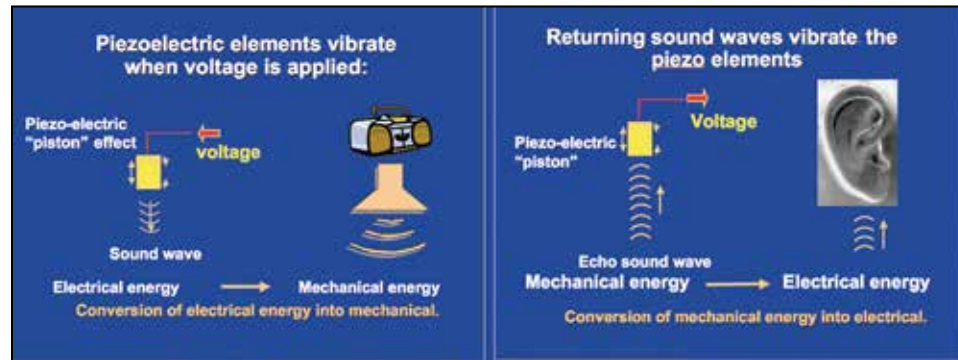 Piezoelectric elements vibrate
when voltage is applied:
Piezo-electric
"piston" effect
voltage
Sound wave
Electrical energy
Mechanical energy
Conversion of electrical energy into mechanical.
Returning sound waves vibrate the
piezo elements
Voltage
Piezo-electric
"piston"
Echo sound wave
Mechanical energy
Electrical energy
Conversion of mechanical energy into electrical.